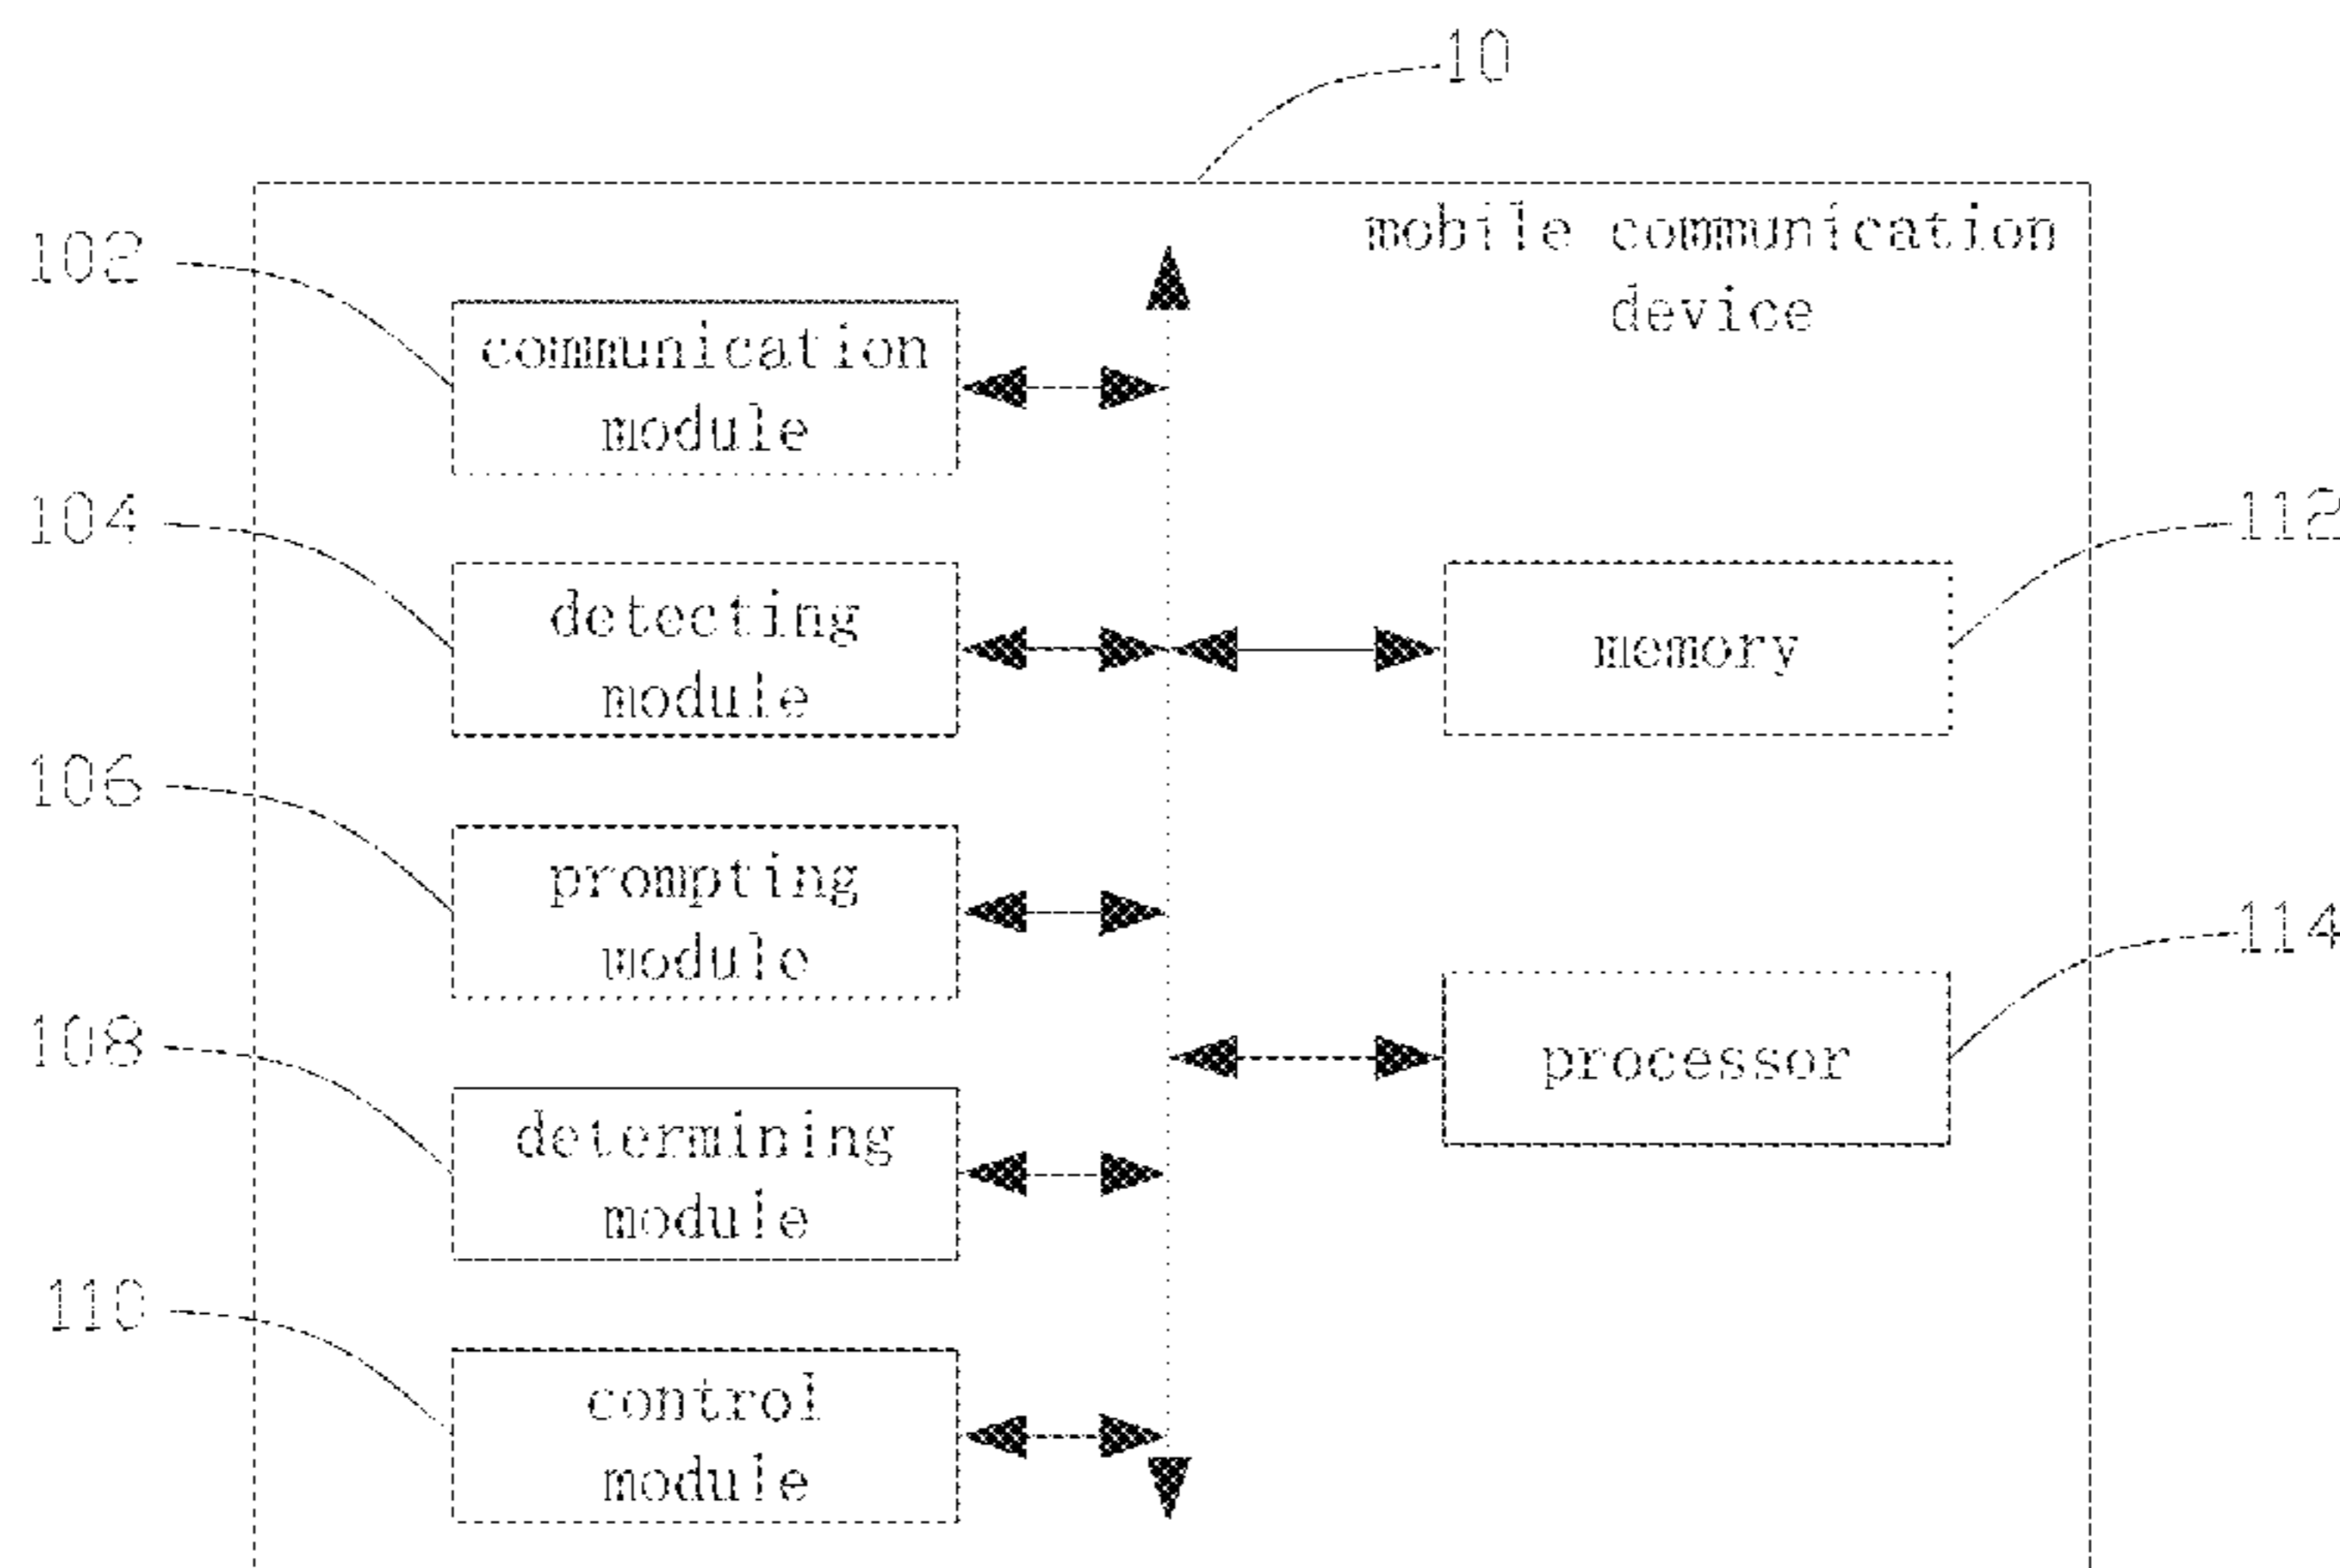 10
mobile communication
device
102
communication
module
104
detecting
module
112
memory
106
prompting
module
114
processor
108
determining
module
110
control
module